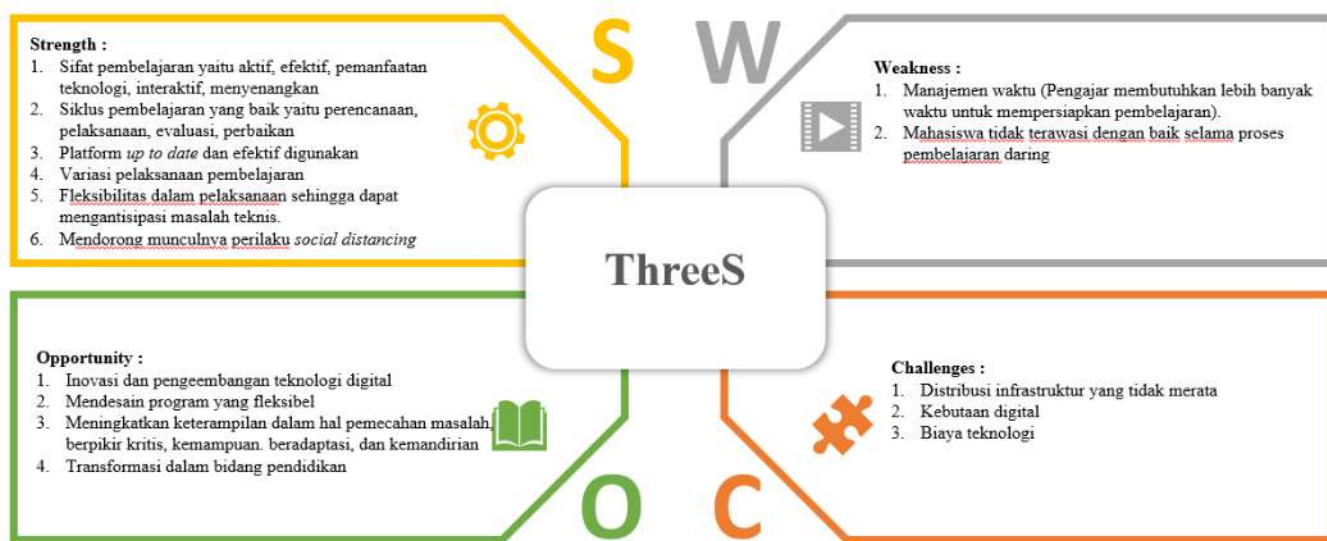 S
W
Strength :
1. Sifat pembelajaran yaitu aktif, efektif, pemanfaatan
teknologi, interaktif, menyenangkan
2. Siklus pembelajaran yang baik yaitu perencanaan,
pelaksanaan, evaluasi, perbaikan
3. Platform up to date dan efektif digunakan
4. Variasi pelaksanaan pembelajaran
5. Fleksibilitas dalam pelaksanaan sehingga dapat
mengantisipasi masalah teknis.
6. Mendorong munculnya perilaku social distancing
Weakness :
1. Manajemen waktu (Pengajar membutuhkan lebih banyak
waktu untuk mempersiapkan pembelajaran).
2. Mahasiswa tidak terawasi dengan baik selama proses
pembelajaran daring
ThreeS
Opportunity :
1. Inovasi dan pengeembangan teknologi digital
2. Mendesain program yang fleksibel
3. Meningkatkan keterampilan dalam hal pemecahan masalah,
berpikir kritis, kemampuan. beradaptasi, dan kemandirian
4. Transformasi dalam bidang pendidikan
Challenges :
1. Distribusi infrastruktur yang tidak merata
2. Kebutaan digital
3. Biaya teknologi
O
C